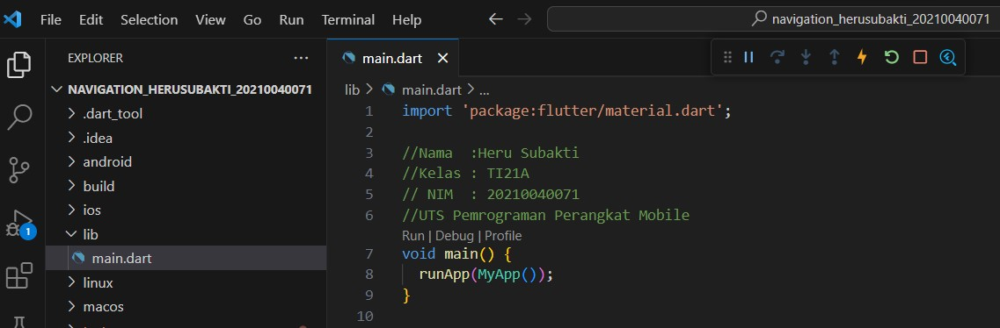 File Edit Selection View Go Run Terminal Help
navigation_herusubakti_20210040071
EXPLORER
main.dart
NAVIGATION_HERUSUBAKTI_20210040071
.dart_tool
.idea
android
build
ios
lib
main.dart
linux
macos
1
lib > main.dart > ...
1 import 'package:flutter/material.dart';
2
3 //Nama  :Heru Subakti
4 //Kelas : TI21A
5 // NIM  : 20210040071
6 //UTS Pemrograman Perangkat Mobile
Run | Debug | Profile
7 void main() {
8   runApp(MyApp());
9 }
10